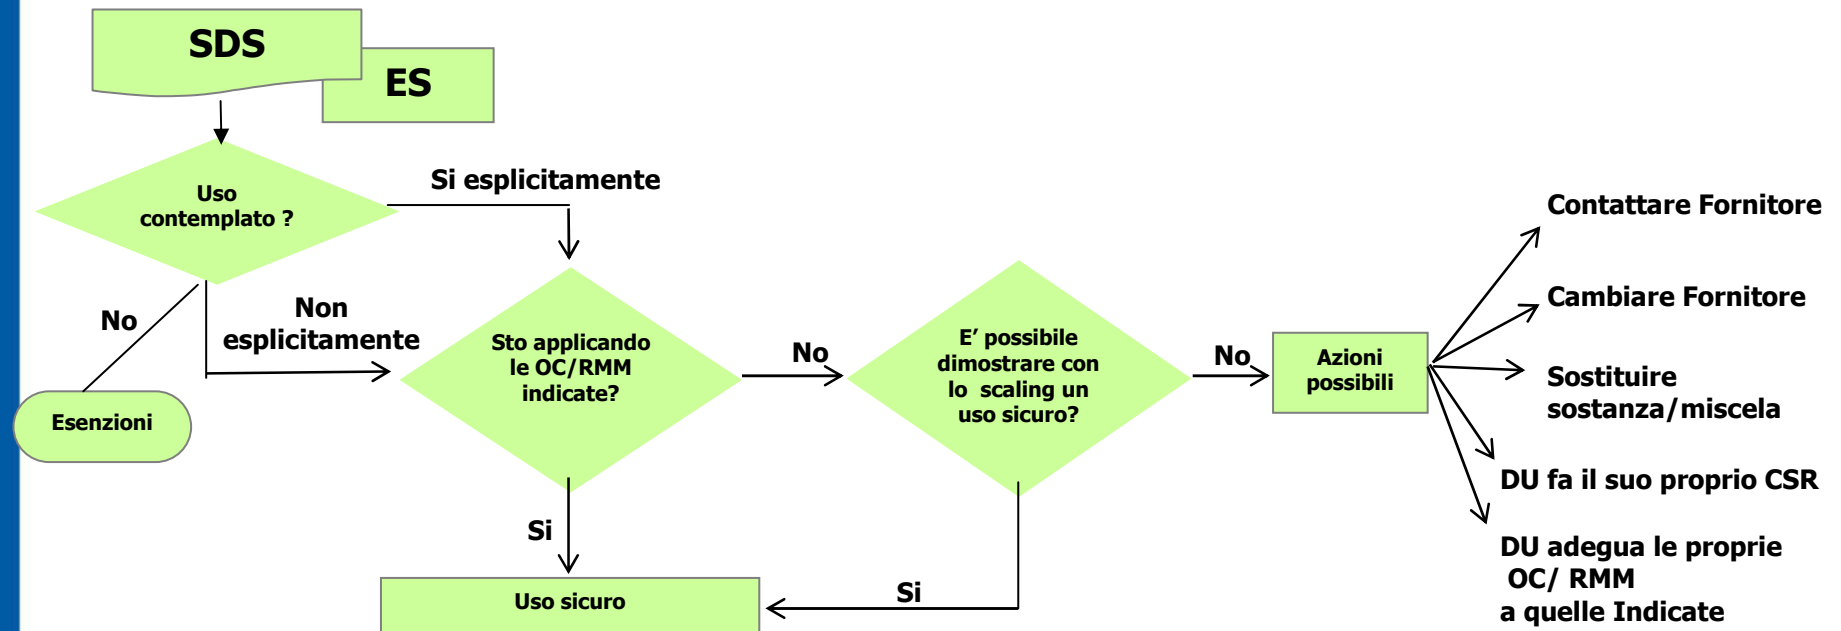 SDS
ES
Uso
contemplato ?
Si esplicitamente
No
Non
esplicitamente
Esenzioni
Sto applicando
le OC/RMM
indicate?
No
E’ possibile
dimostrare con
lo scaling un
uso sicuro?
No
Azioni
possibili
Contattare Fornitore
Cambiare Fornitore
Sostituire
sostanza/miscela
DU fa il suo proprio CSR
DU adegua le proprie
OC/ RMM
a quelle Indicate
Si
Si
Uso sicuro